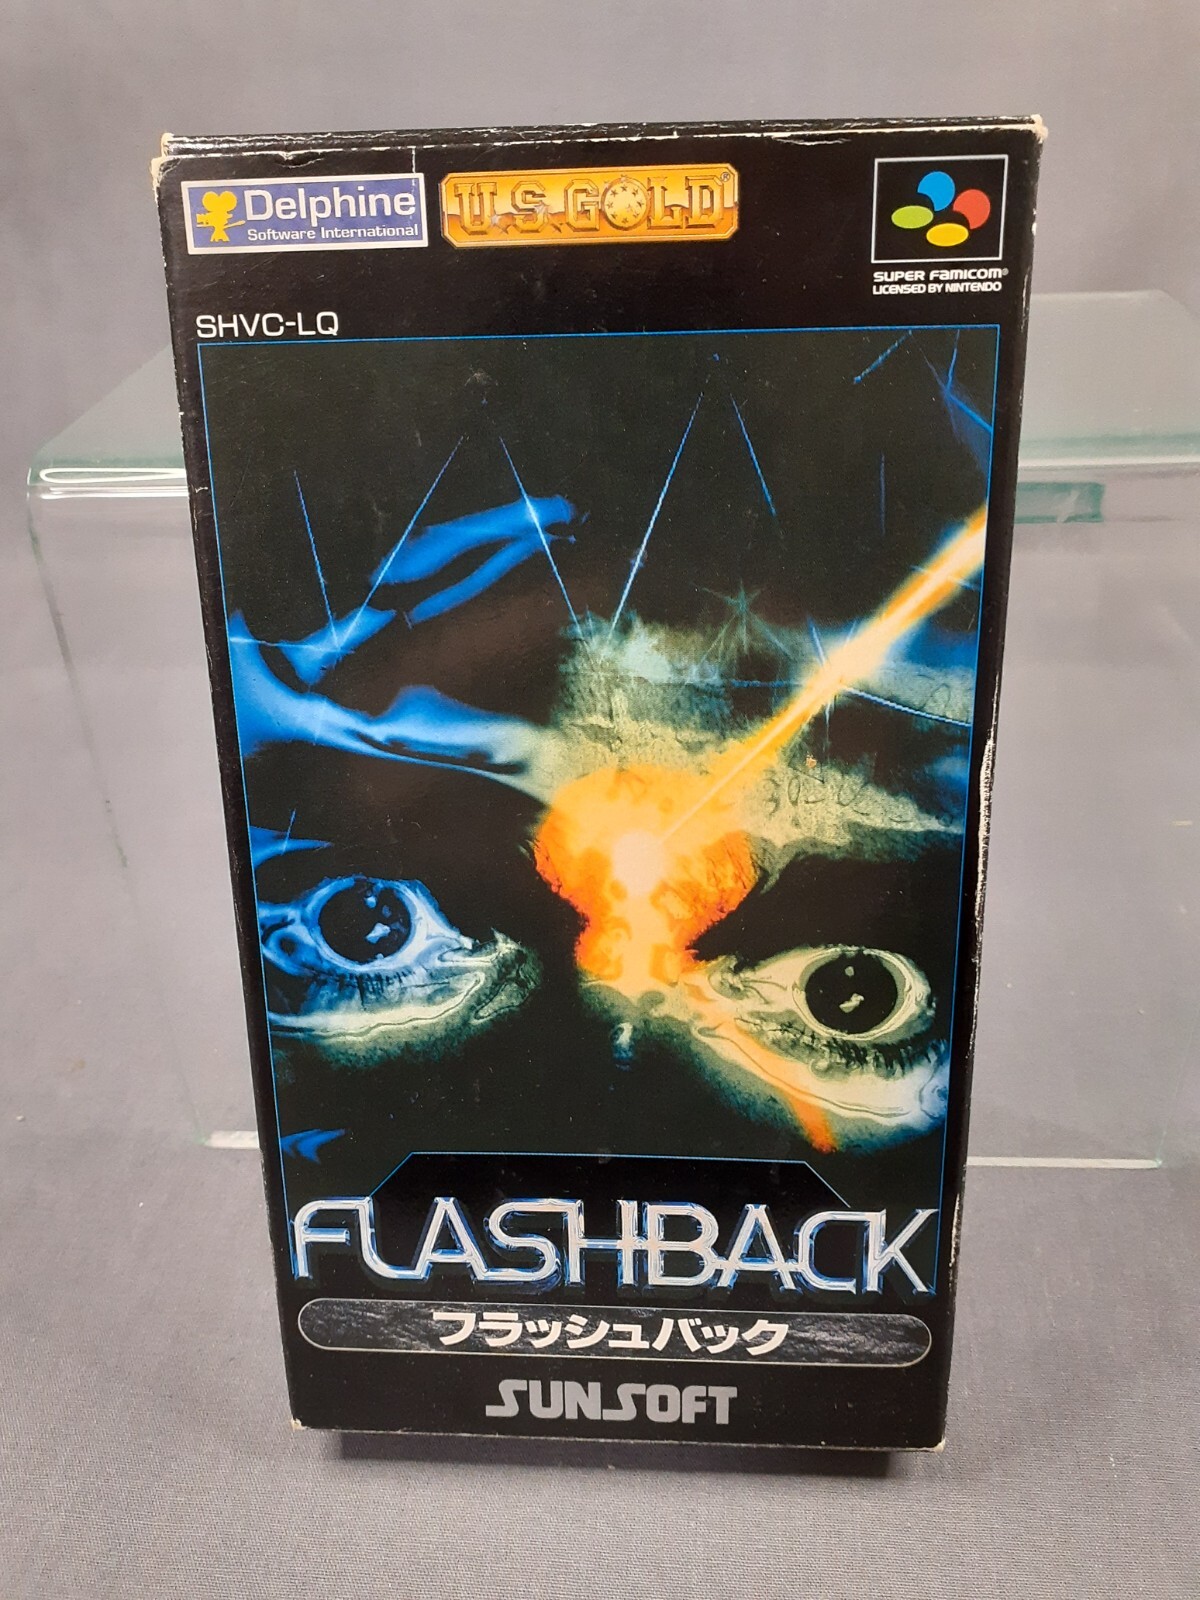 Delphine
Software International
U.S. GOLD®
SUPER FAMICOM®
LICENSED BY NINTENDO
SHVC-LQ
FLASHBACK
フラッシュバック
SUNSOFT